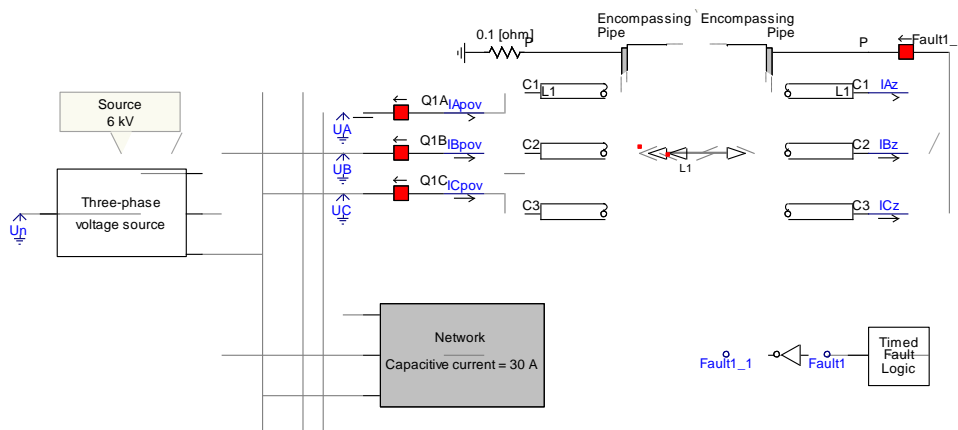 Encompassing Pipe
Encompassing Pipe
0.1 [ohm]
P
P
Fault1_
Source
6 kV
Three-phase
voltage source
Un
UA
UB
UC
Q1A
IApov
Q1B
IBpov
Q1C
ICpov
C1
L1
C2
C3
L1
L1
C1
IAz
C2
IBz
C3
ICz
Network
Capacitive current = 30 A
Fault1_1
Fault1
Timed
Fault
Logic